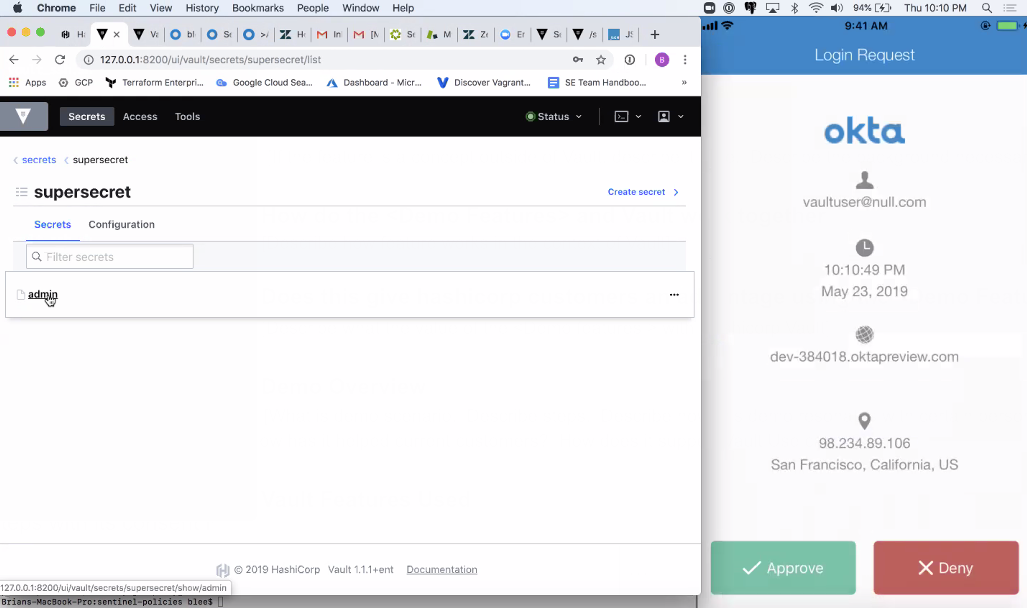 Chrome File Edit View History Bookmarks People Window Help 94% Thu 10:10 PM
127.0.0.1:8200/ui/vault/secrets/supersecret/list
Apps GCP Terraform Enterpri... Google Cloud Sea... Dashboard - Micr... Discover Vagrant... SE Team Handboo... »
Secrets Access Tools Status
secrets supersecret
supersecret
Create secret
Secrets Configuration
Filter secrets
admin
© 2019 HashiCorp Vault 1.1.1+ent Documentation
127.0.0.1:8200/ui/vault/secrets/supersecret/show/admin
Brians-MacBook-Pro:sentinel-policies blee$
9:41 AM
Login Request
okta
vaultuser@null.com
10:10:49 PM
May 23, 2019
dev-384018.oktapreview.com
98.234.89.106
San Francisco, California, US
Approve Deny